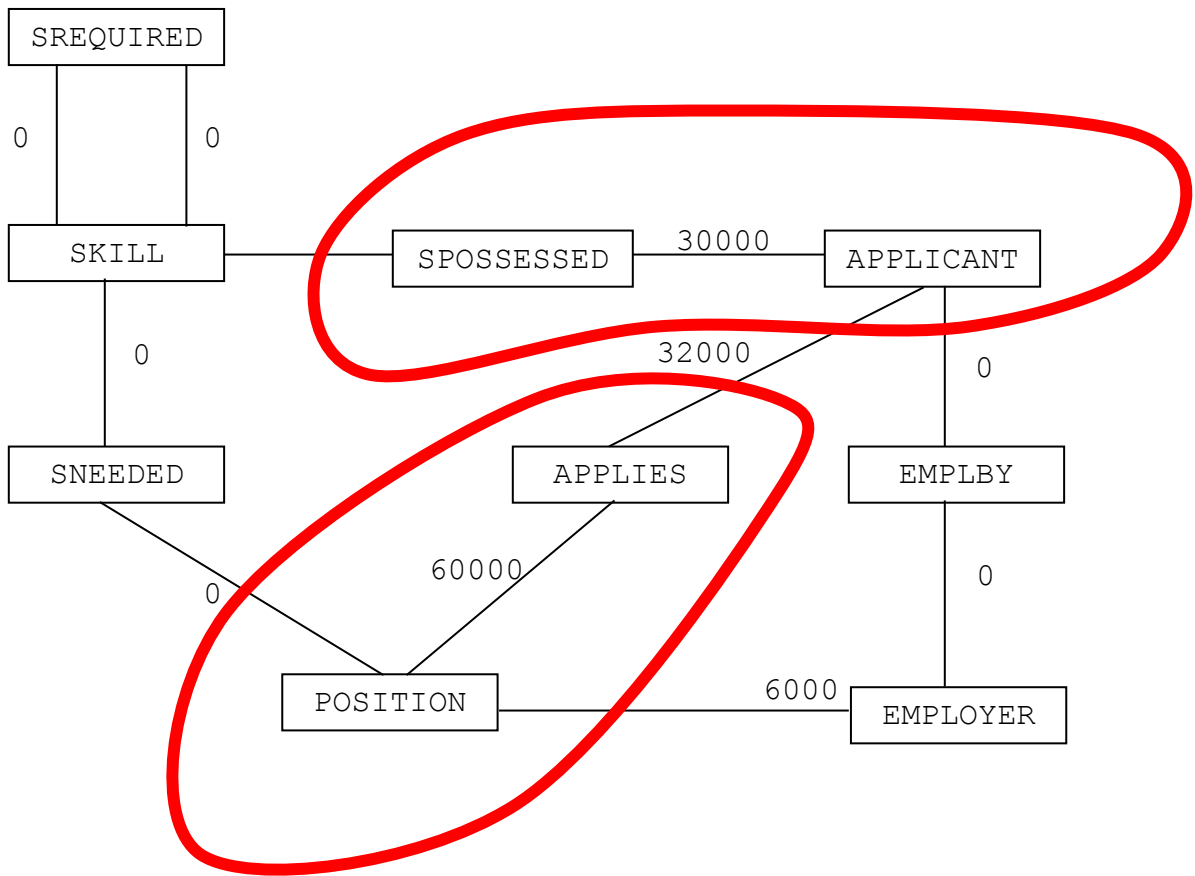 SREQUIRED
0 0
SKILL
SPOSSESSED
30000
APPLICANT
0
32000
0
SNEEDED
APPLIES
EMPLBY
0
60000
0
POSITION
6000
EMPLOYER